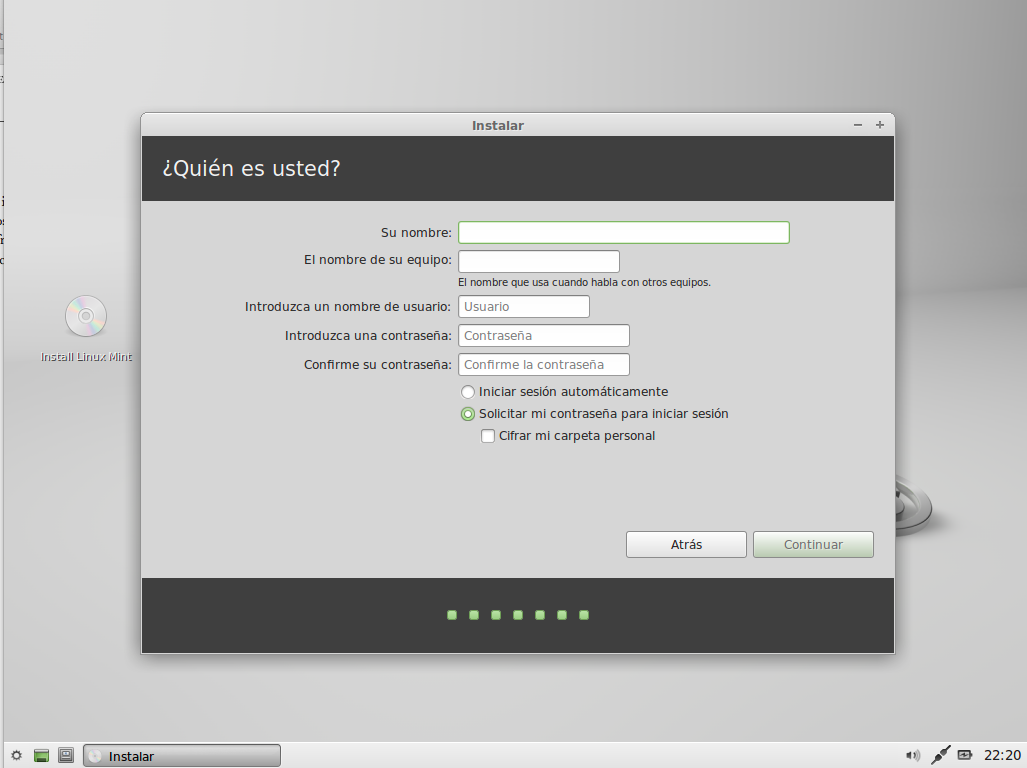 Instalar
¿Quién es usted?
Su nombre:
El nombre de su equipo:
El nombre que usa cuando habla con otros equipos.
Introduzca un nombre de usuario: Usuario
Introduzca una contraseña: Contraseña
Confirme su contraseña: Confirme la contraseña
Iniciar sesión automáticamente
Solicitar mi contraseña para iniciar sesión
Cifrar mi carpeta personal
Atrás Continuar
Install Linux Mint
Instalar 22:20